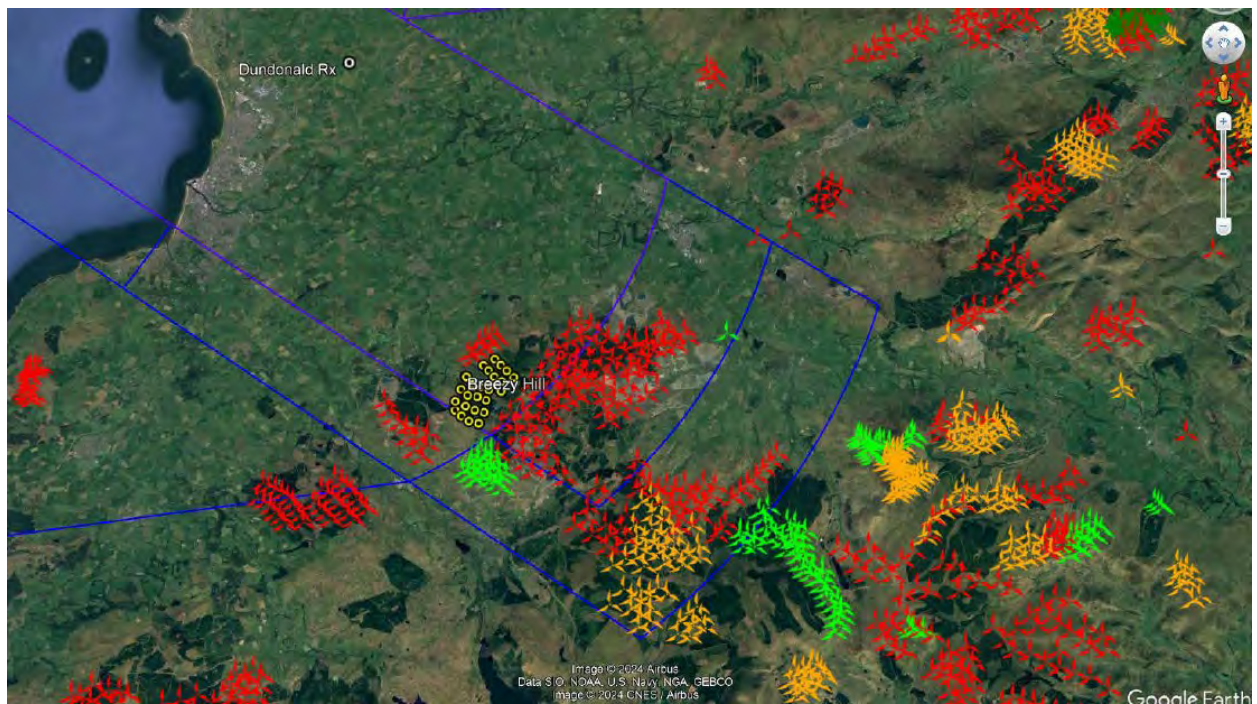 Dundonald Rx
Breezy Hill
Image © 2024 Airbus
Data SIO, NOAA, U.S. Navy, NGA, GEBCO
Image © 2024 CNES / Airbus
Google Earth